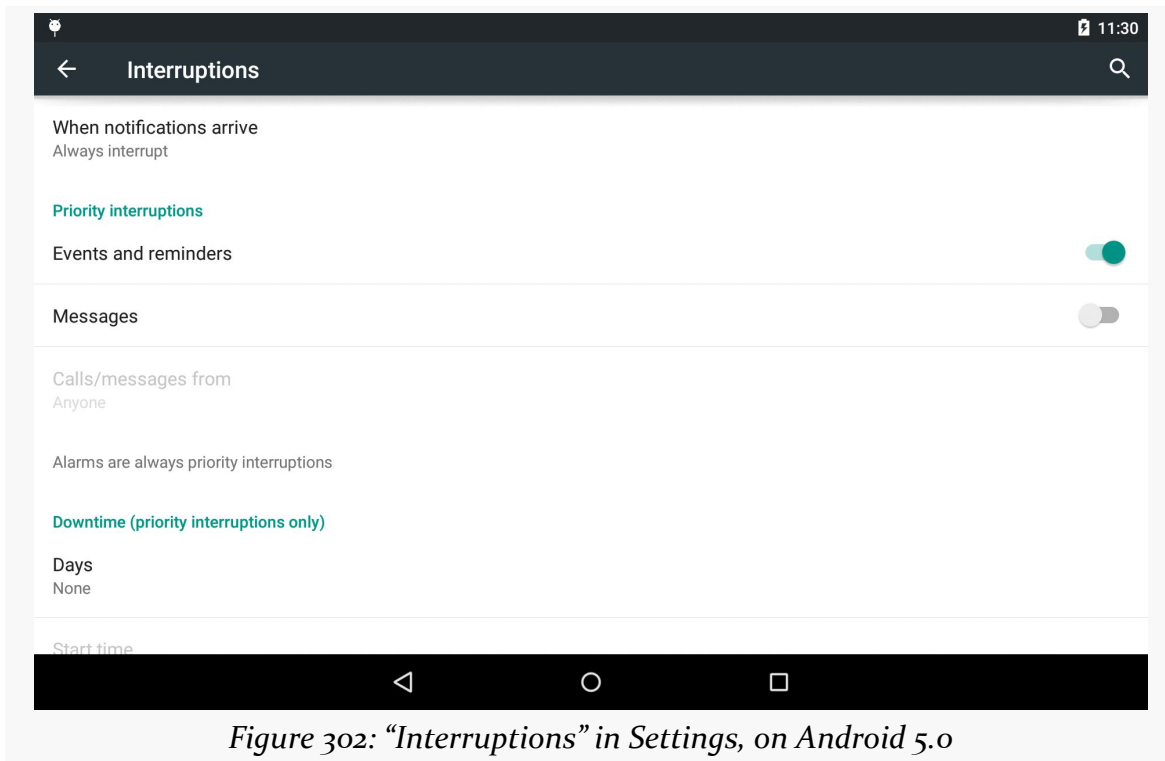 11:30
Interruptions
When notifications arrive
Always interrupt
Priority interruptions
Events and reminders
Messages
Calls/messages from
Anyone
Alarms are always priority interruptions
Downtime (priority interruptions only)
Days
None
Start time
Figure 302: “Interruptions” in Settings, on Android 5.0